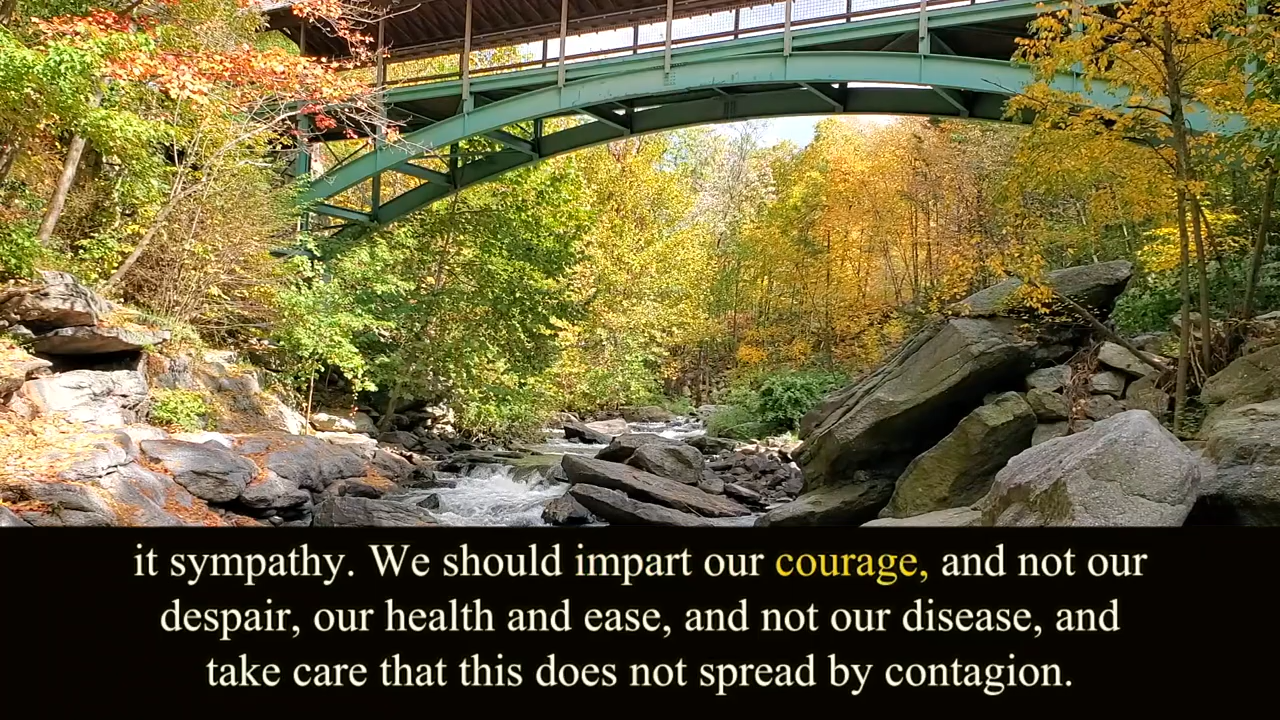 it sympathy. We should impart our courage, and not our
despair, our health and ease, and not our disease, and
take care that this does not spread by contagion.